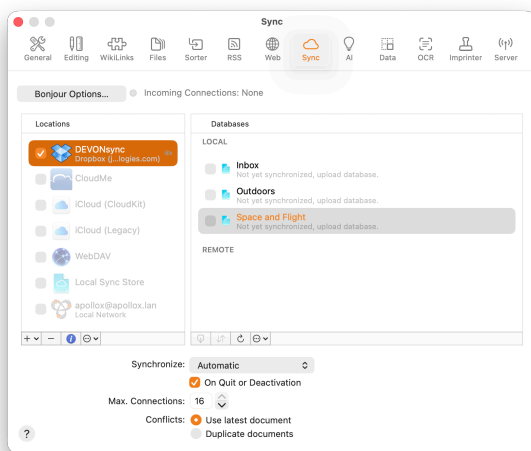 Sync
General Editing WikiLinks Files Sorter RSS Web Sync AI Data OCR Imprinter Server
Bonjour Options... Incoming Connections: None
Locations
DEVONsync
Dropbox (j...logies.com)
CloudMe
iCloud (CloudKit)
iCloud (Legacy)
WebDAV
Local Sync Store
apollox@apollox.lan
Local Network
Databases
LOCAL
Inbox
Not yet synchronized, upload database.
Outdoors
Not yet synchronized, upload database.
Space and Flight
Not yet synchronized, upload database.
REMOTE
Synchronize: Automatic
On Quit or Deactivation
Max. Connections: 16
Conflicts: Use latest document
Duplicate documents
?